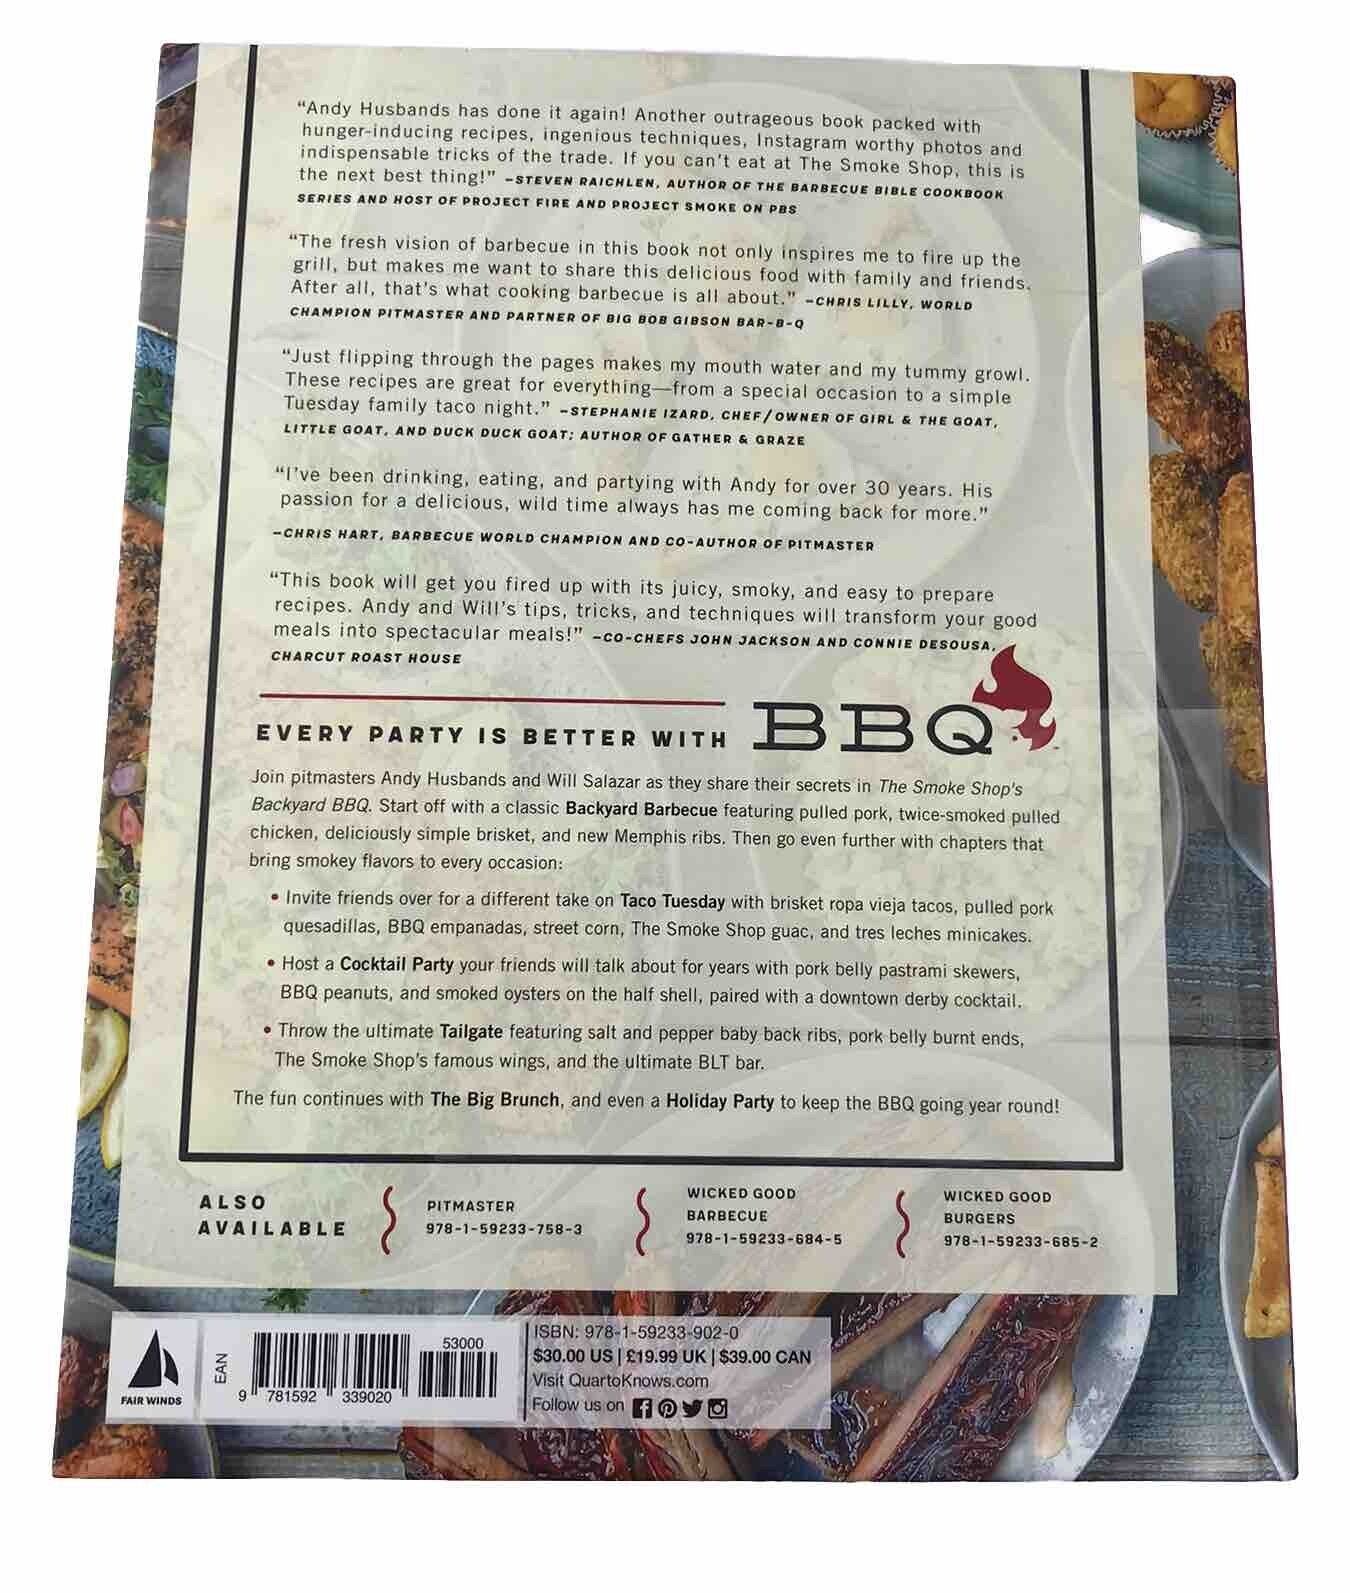 “Andy Husbands has done it again! Another outrageous book packed with
hunger-inducing recipes, ingenious techniques, Instagram worthy photos and
indispensable tricks of the trade. If you can’t eat at The Smoke Shop, this is
the next best thing!” –STEVEN RAICHLEN, AUTHOR OF THE BARBECUE BIBLE COOKBOOK
SERIES AND HOST OF PROJECT FIRE AND PROJECT SMOKE ON PBS
“The fresh vision of barbecue in this book not only inspires me to fire up the
grill, but makes me want to share this delicious food with family and friends.
After all, that’s what cooking barbecue is all about.” –CHRIS LILLY, WORLD
CHAMPION PITMASTER AND PARTNER OF BIG BOB GIBSON BAR-B-Q
“Just flipping through the pages makes my mouth water and my tummy growl.
These recipes are great for everything—from a special occasion to a simple
Tuesday family taco night.” –STEPHANIE IZARD, CHEF/OWNER OF GIRL & THE GOAT,
LITTLE GOAT, AND DUCK DUCK GOAT; AUTHOR OF GATHER & GRAZE
“I’ve been drinking, eating, and partying with Andy for over 30 years. His
passion for a delicious, wild time always has me coming back for more.”
–CHRIS HART, BARBECUE WORLD CHAMPION AND CO-AUTHOR OF PITMASTER
“This book will get you fired up with its juicy, smoky, and easy to prepare
recipes. Andy and Will’s tips, tricks, and techniques will transform your good
meals into spectacular meals!” –CO-CHEFS JOHN JACKSON AND CONNIE DESOUSA,
CHARCUT ROAST HOUSE
EVERY PARTY IS BETTER WITH BBQ
Join pitmasters Andy Husbands and Will Salazar as they share their secrets in The Smoke Shop’s
Backyard BBQ. Start off with a classic Backyard Barbecue featuring pulled pork, twice-smoked pulled
chicken, deliciously simple brisket, and new Memphis ribs. Then go even further with chapters that
bring smokey flavors to every occasion:
• Invite friends over for a different take on Taco Tuesday with brisket ropa vieja tacos, pulled pork
quesadillas, BBQ empanadas, street corn, The Smoke Shop guac, and tres leches minicakes.
• Host a Cocktail Party your friends will talk about for years with pork belly pastrami skewers,
BBQ peanuts, and smoked oysters on the half shell, paired with a downtown derby cocktail.
• Throw the ultimate Tailgate featuring salt and pepper baby back ribs, pork belly burnt ends,
The Smoke Shop’s famous wings, and the ultimate BLT bar.
The fun continues with The Big Brunch, and even a Holiday Party to keep the BBQ going year round!
ALSO
AVAILABLE
PITMASTER
978-1-59233-758-3
WICKED GOOD
BARBECUE
978-1-59233-684-5
WICKED GOOD
BURGERS
978-1-59233-685-2
FAIR WINDS
EAN
9 781592 339020
53000
ISBN: 978-1-59233-902-0
$30.00 US | £19.99 UK | $39.00 CAN
Visit QuartoKnows.com
Follow us on